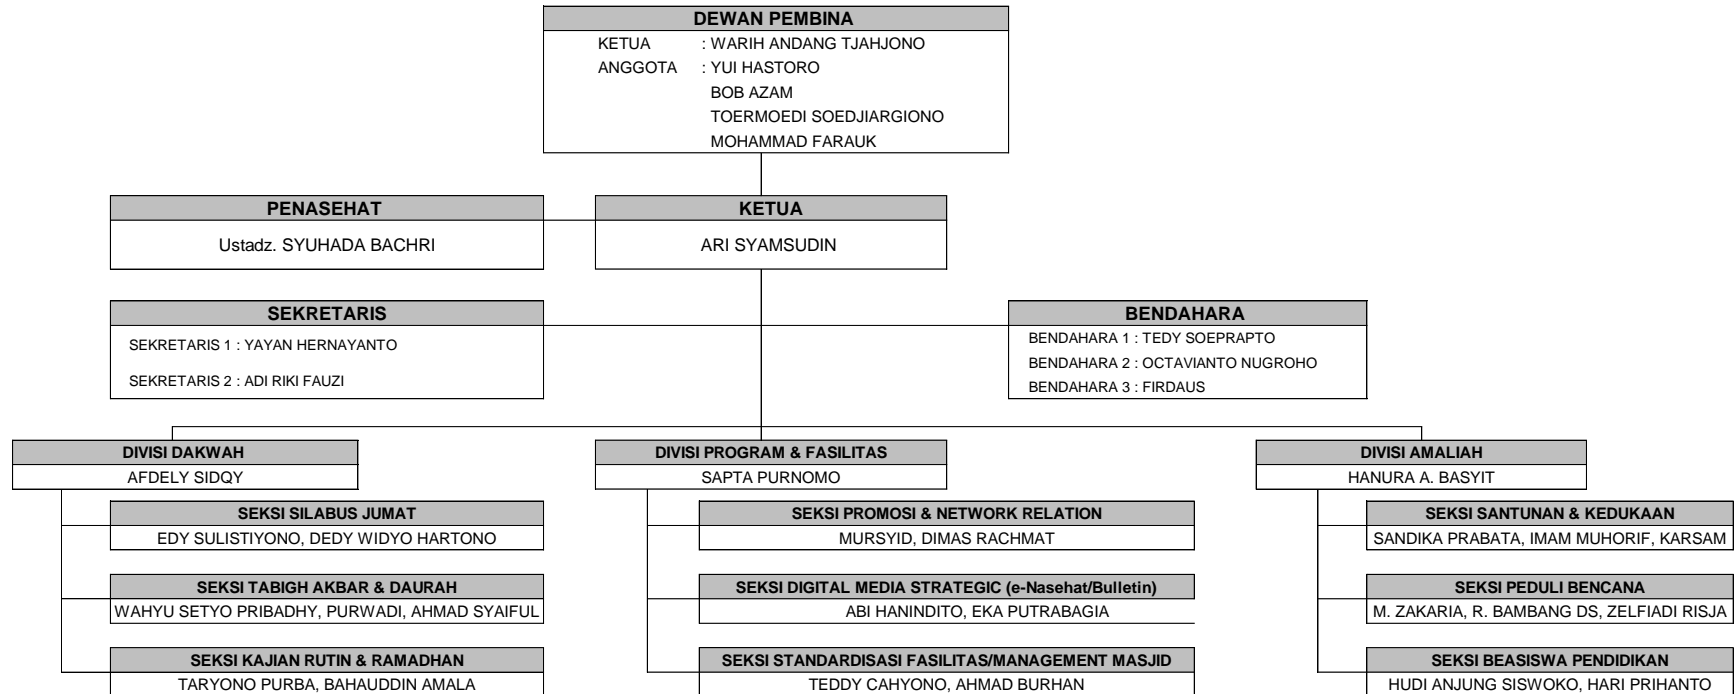 DEWAN PEMBINA
KETUA : WARIH ANDANG TJAHJONO
ANGGOTA : YUI HASTORO
BOB AZAM
TOERMOEDI SOEDJIARGIONO
MOHAMMAD FARAUK
PENASEHAT
Ustadz. SYUHADA BACHRI
KETUA
ARI SYAMSUDIN
SEKRETARIS
SEKRETARIS 1 : YAYAN HERNAYANTO
SEKRETARIS 2 : ADI RIKI FAUZI
BENDAHARA
BENDAHARA 1 : TEDY SOEPRAPTO
BENDAHARA 2 : OCTAVIANTO NUGROHO
BENDAHARA 3 : FIRDAUS
DIVISI DAKWAH
AFDELY SIDQY
SEKSI SILABUS JUMAT
EDY SULISTIYONO, DEDY WIDYO HARTONO
SEKSI TABIGH AKBAR & DAURAH
WAHYU SETYO PRIBADHY, PURWADI, AHMAD SYAIFUL
SEKSI KAJIAN RUTIN & RAMADHAN
TARYONO PURBA, BAHAUDDIN AMALA
DIVISI PROGRAM & FASILITAS
SAPTA PURNOMO
SEKSI PROMOSI & NETWORK RELATION
MURSYID, DIMAS RACHMAT
SEKSI DIGITAL MEDIA STRATEGIC (e-Nasehat/Bulletin)
ABI HANINDITO, EKA PUTRABAGIA
SEKSI STANDARDISASI FASILITAS/MANAGEMENT MASJID
TEDDY CAHYONO, AHMAD BURHAN
DIVISI AMALIAH
HANURA A. BASYIT
SEKSI SANTUNAN & KEDUKAAN
SANDIKA PRABATA, IMAM MUHORIF, KARSAM
SEKSI PEDULI BENCANA
M. ZAKARIA, R. BAMBANG DS, ZELFIADI RISJA
SEKSI BEASISWA PENDIDIKAN
HUDI ANJUNG SISWOKO, HARI PRIHANTO